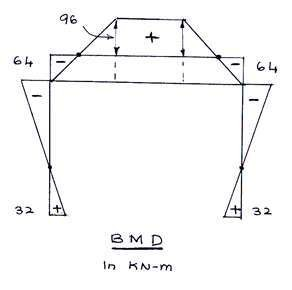 96
+
64 - - 64
- -
32 + + 32
BMD
In KN-m